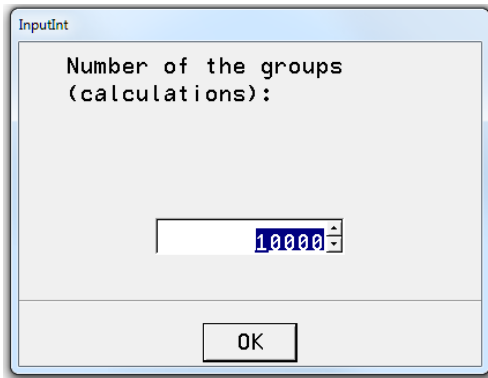 InputInt
Number of the groups
(calculations):
10000
OK